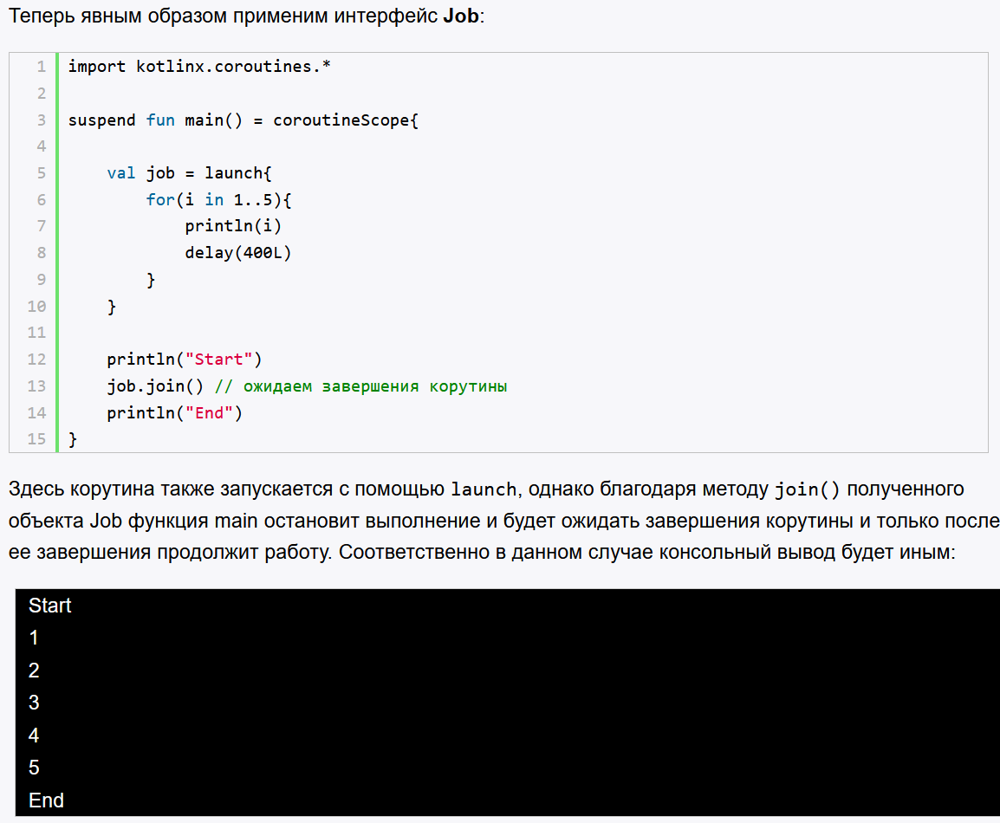 Теперь явным образом применим интерфейс Job:
1 import kotlinx.coroutines.*
2
3 suspend fun main() = coroutineScope{
4
5     val job = launch{
6         for(i in 1..5){
7             println(i)
8             delay(400L)
9         }
10     }
11
12     println("Start")
13     job.join() // ожидаем завершения корутины
14     println("End")
15 }
Здесь корутина также запускается с помощью launch, однако благодаря методу join() полученного
объекта Job функция main остановит выполнение и будет ожидать завершения корутины и только после
ее завершения продолжит работу. Соответственно в данном случае консольный вывод будет иным:
Start
1
2
3
4
5
End